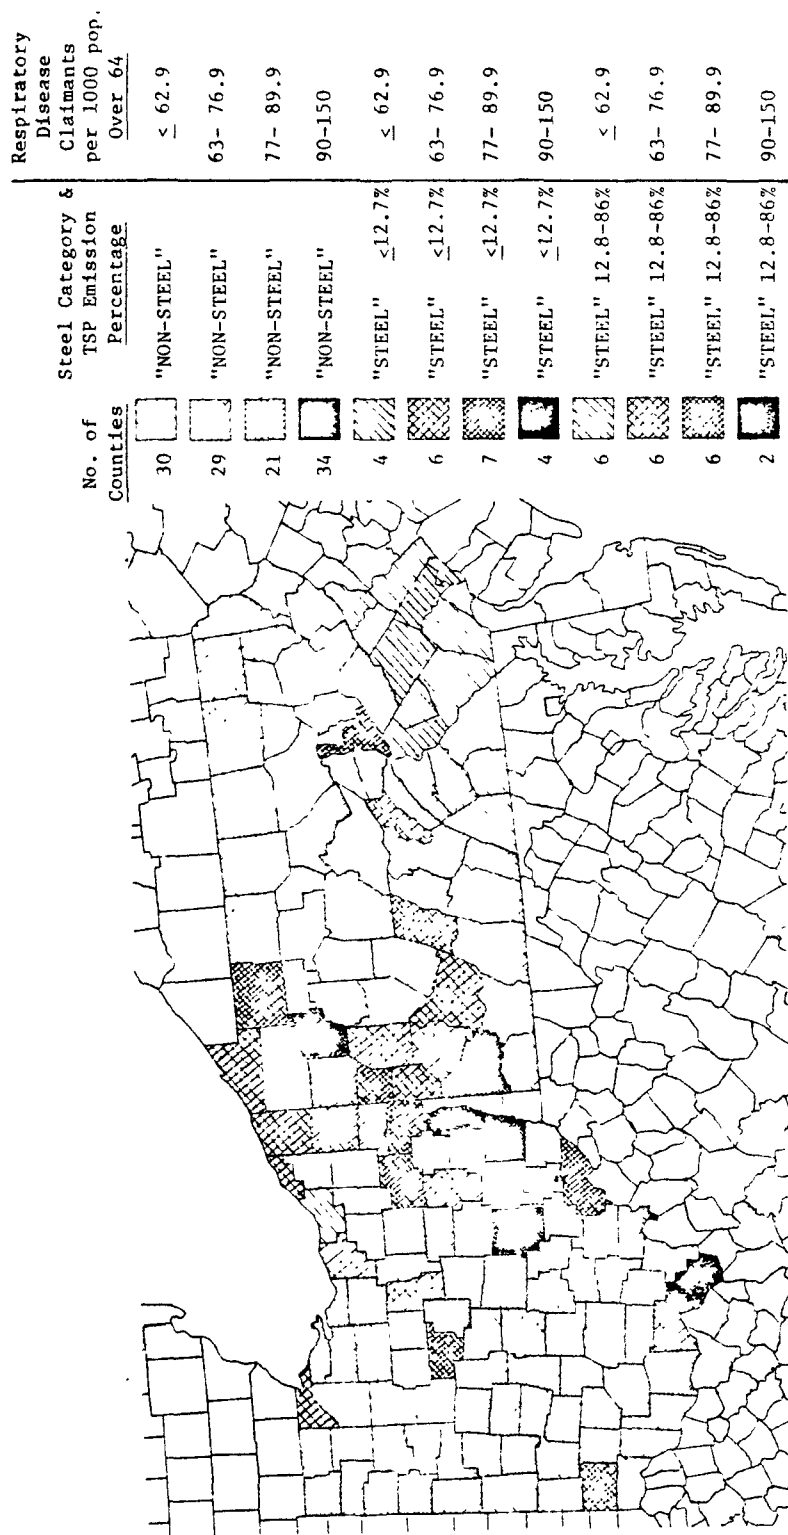 Respiratory
Disease
Steel Category & Claimants
No. of TSP Emission per 1000 pop.
Counties Percentage Over 64
30 "NON-STEEL" ≤ 62.9
29 "NON-STEEL" 63- 76.9
21 "NON-STEEL" 77- 89.9
34 "NON-STEEL" 90-150
4 "STEEL" ≤12.7% ≤ 62.9
6 "STEEL" ≤12.7% 63- 76.9
7 "STEEL" ≤12.7% 77- 89.9
4 "STEEL" ≤12.7% 90-150
6 "STEEL" 12.8-86% ≤ 62.9
6 "STEEL" 12.8-86% 63- 76.9
6 "STEEL" 12.8-86% 77- 89.9
2 "STEEL" 12.8-86% 90-150